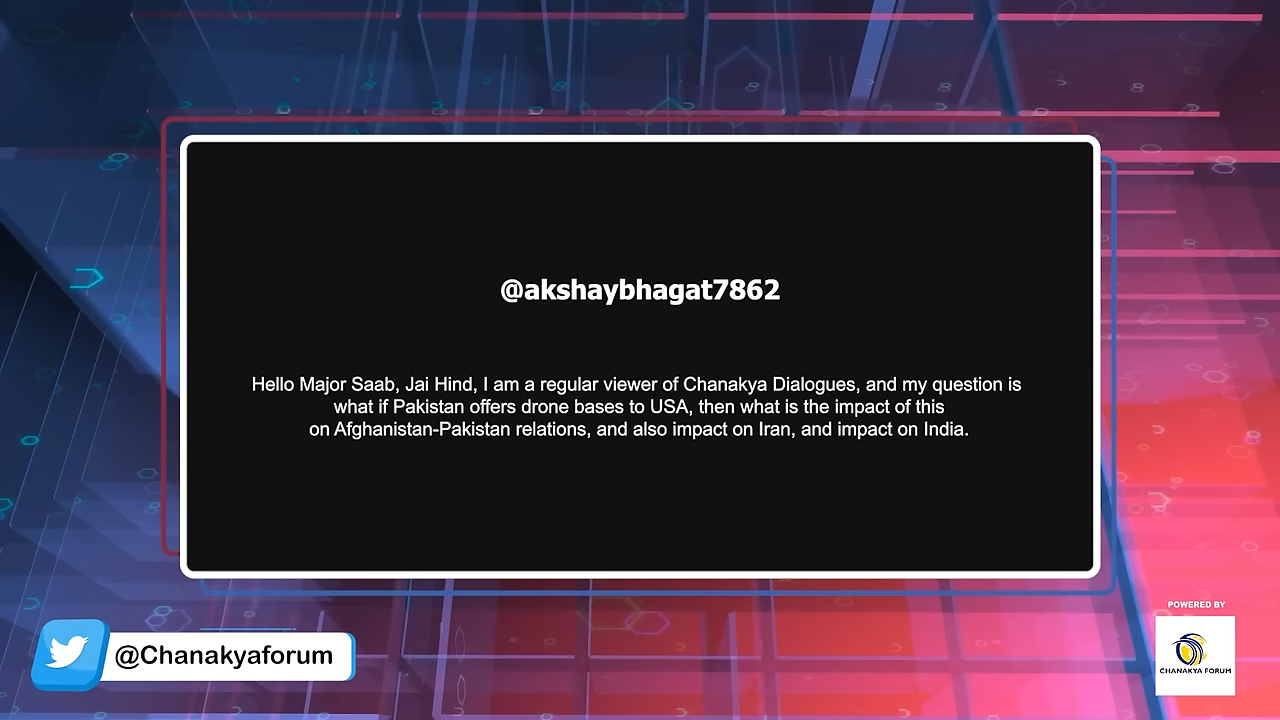 @akshaybhagat7862
Hello Major Saab, Jai Hind, I am a regular viewer of Chanakya Dialogues, and my question is
what if Pakistan offers drone bases to USA, then what is the impact of this
on Afghanistan-Pakistan relations, and also impact on Iran, and impact on India.
POWERED BY
@Chanakyaforum
CHANAKYA FORUM